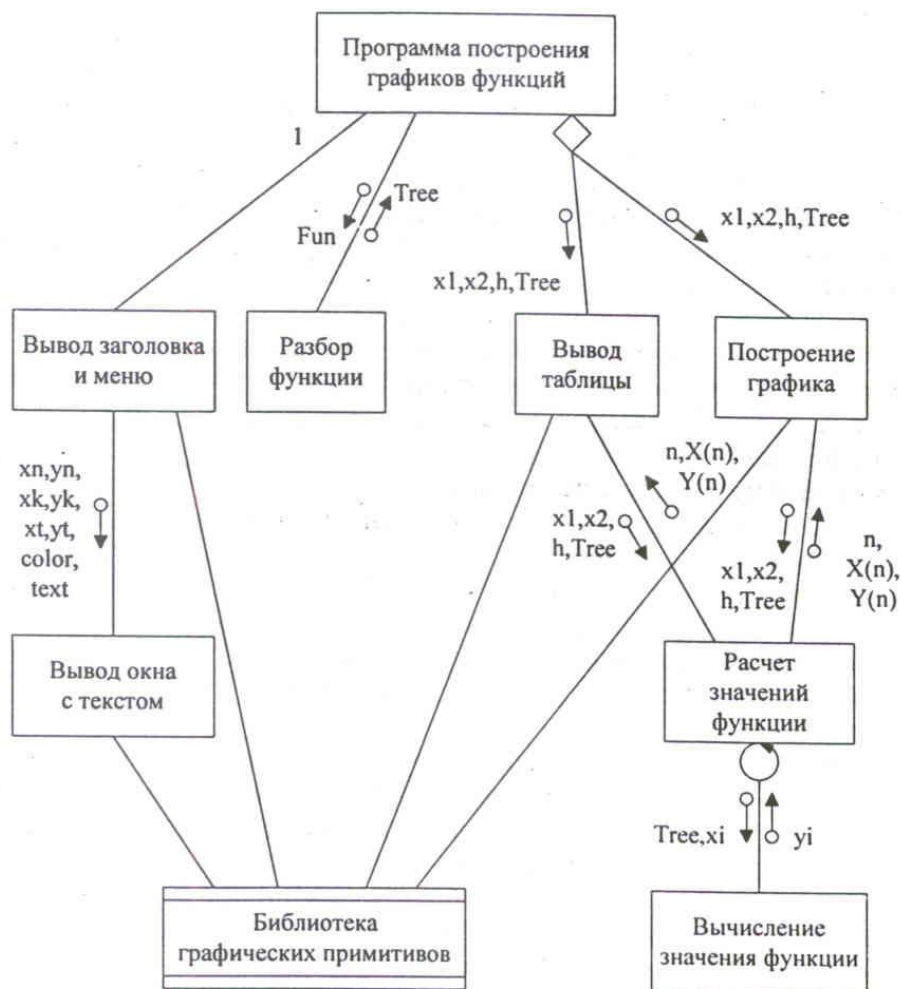 Программа построения
графиков функций
1
Fun
Tree
x1,x2,h,Tree
x1,x2,h,Tree
Вывод заголовка
и меню
Разбор
функции
Вывод
таблицы
Построение
графика
xn,yn,
xk,yk,
xt,yt,
color,
text
x1,x2,
h,Tree
n,X(n),
Y(n)
x1,x2,
h,Tree
n,
X(n),
Y(n)
Вывод окна
с текстом
Расчет
значений
функции
Tree,xi
yi
Библиотека
графических примитивов
Вычисление
значения функции